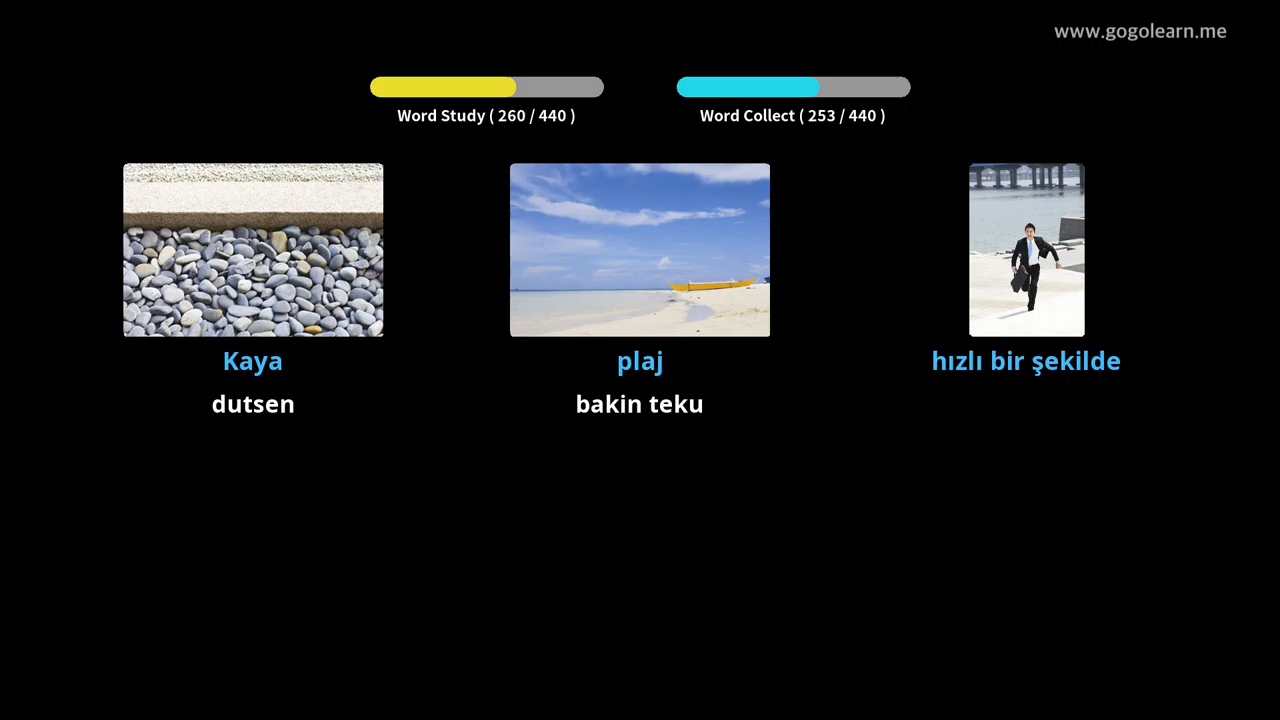 www.gogolearn.me
Word Study ( 260 / 440 )
Word Collect ( 253 / 440 )
Kaya
plaj
hızlı bir şekilde
dutsen
bakin teku